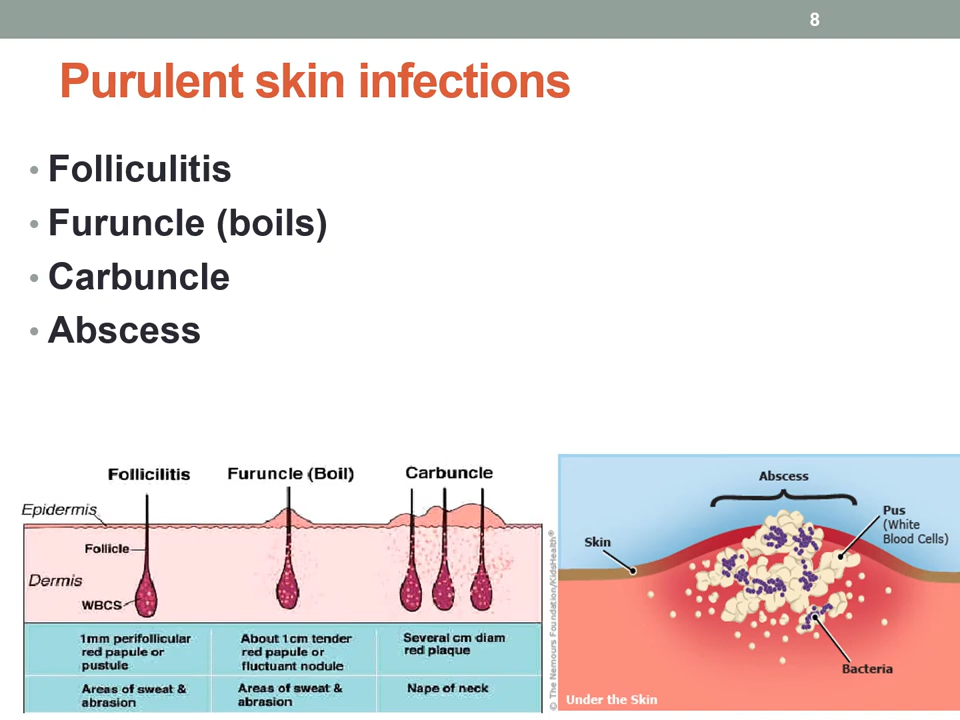 8
Purulent skin infections
• Folliculitis
• Furuncle (boils)
• Carbuncle
• Abscess
Follicilitis
Furuncle (Boil)
Carbuncle
Epidermis
Follicle
Dermis
WBCS
1mm perifollicular
red papule or
pustule
About 1cm tender
red papule or
fluctuant nodule
Several cm diam
red plaque
Areas of sweat &
abrasion
Areas of sweat &
abrasion
Nape of neck
© The Nemours Foundation/KidsHealth®
Abscess
Pus
(White
Blood Cells)
Skin
Bacteria
Under the Skin